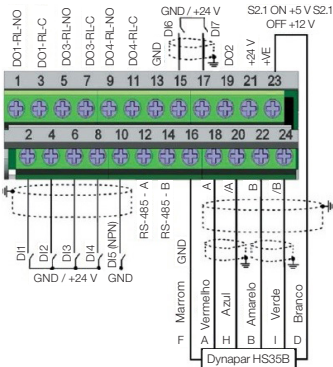 GND / +24 V
S2.1 ON +5 V S2.1
OFF +12 V
DO1-RL-NO
DO1-RL-C
DO3-RL-NO
DO3-RL-C
DO4-RL-NO
DO4-RL-C
GND
DI6
DI7
DO2
+24 V
+VE
1 3 5 7 9 11 13 15 17 19 21 23
2 4 6 8 10 12 14 16 18 20 22 24
DI1
DI2
DI3
DI4
DI5 (NPN)
GND / +24 V
GND
RS-485 - A
RS-485 - B
GND
A
/A
B
/B
Marrom
Vermelho
Azul
Amarelo
Verde
Branco
F A H B I D
Dynapar HS35B